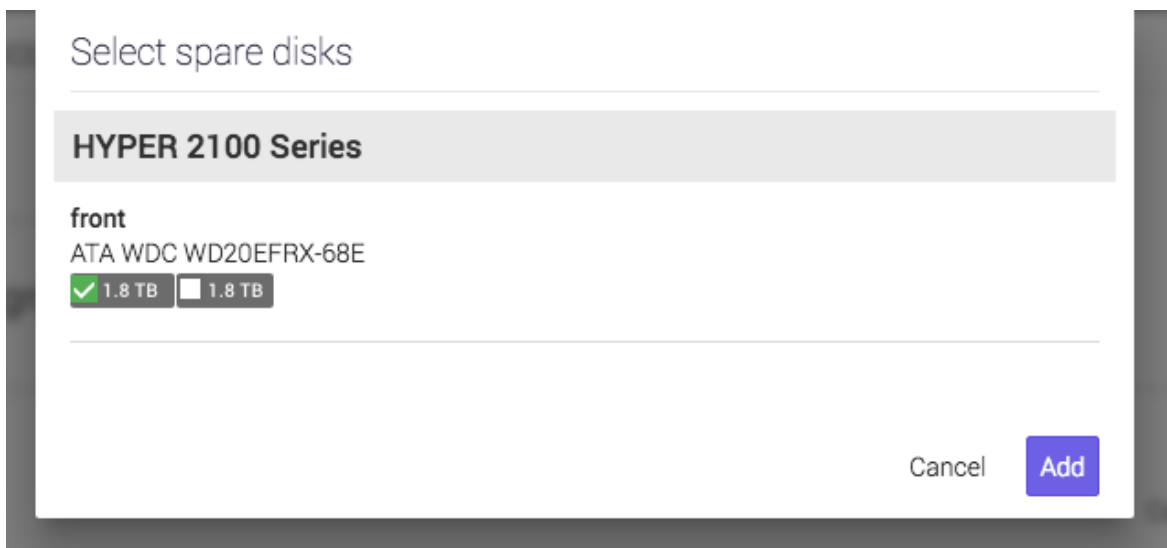 Select spare disks
HYPER 2100 Series
front
ATA WDC WD20EFRX-68E
1.8 TB 1.8 TB
Cancel Add